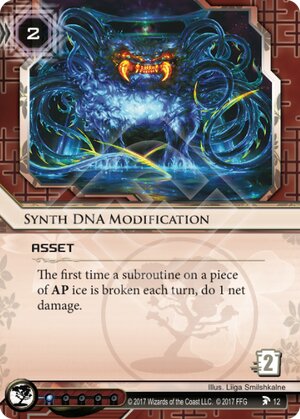 2
Synth DNA Modification
ASSET
The first time a subroutine on a piece
of AP ice is broken each turn, do 1 net
damage.
2
Illus. Liiga Smilshkalne
© 2017 Wizards of the Coast LLC. © 2017 FFG
12